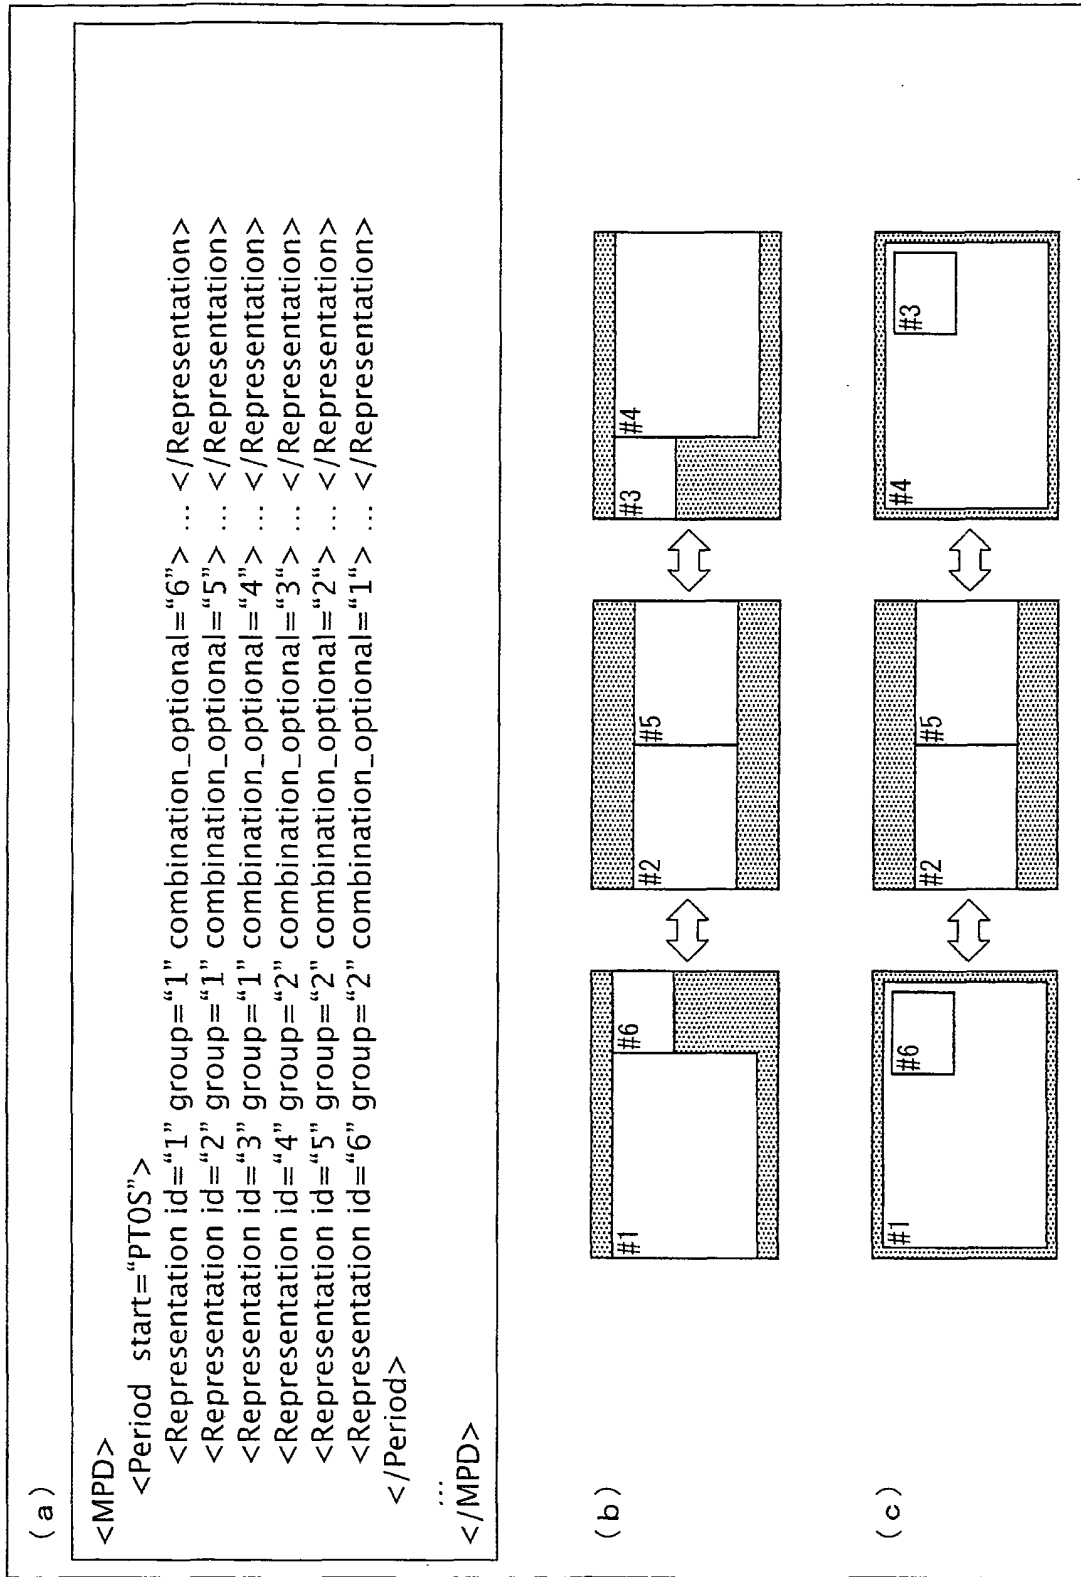 (a)
<MPD>
<Period start=“PT0S”>
<Representation id=“1” group=“1” combination_optional=“6”> ... </Representation>
<Representation id=“2” group=“1” combination_optional=“5”> ... </Representation>
<Representation id=“3” group=“1” combination_optional=“4”> ... </Representation>
<Representation id=“4” group=“2” combination_optional=“3“> ... </Representation>
<Representation id=“5” group=“2” combination_optional=“2“> ... </Representation>
<Representation id=“6” group=“2” combination_optional=“1“> ... </Representation>
</Period>
...
</MPD>
(b)
#1 #6 #2 #5 #3 #4
(c)
#1 #6 #2 #5 #4 #3